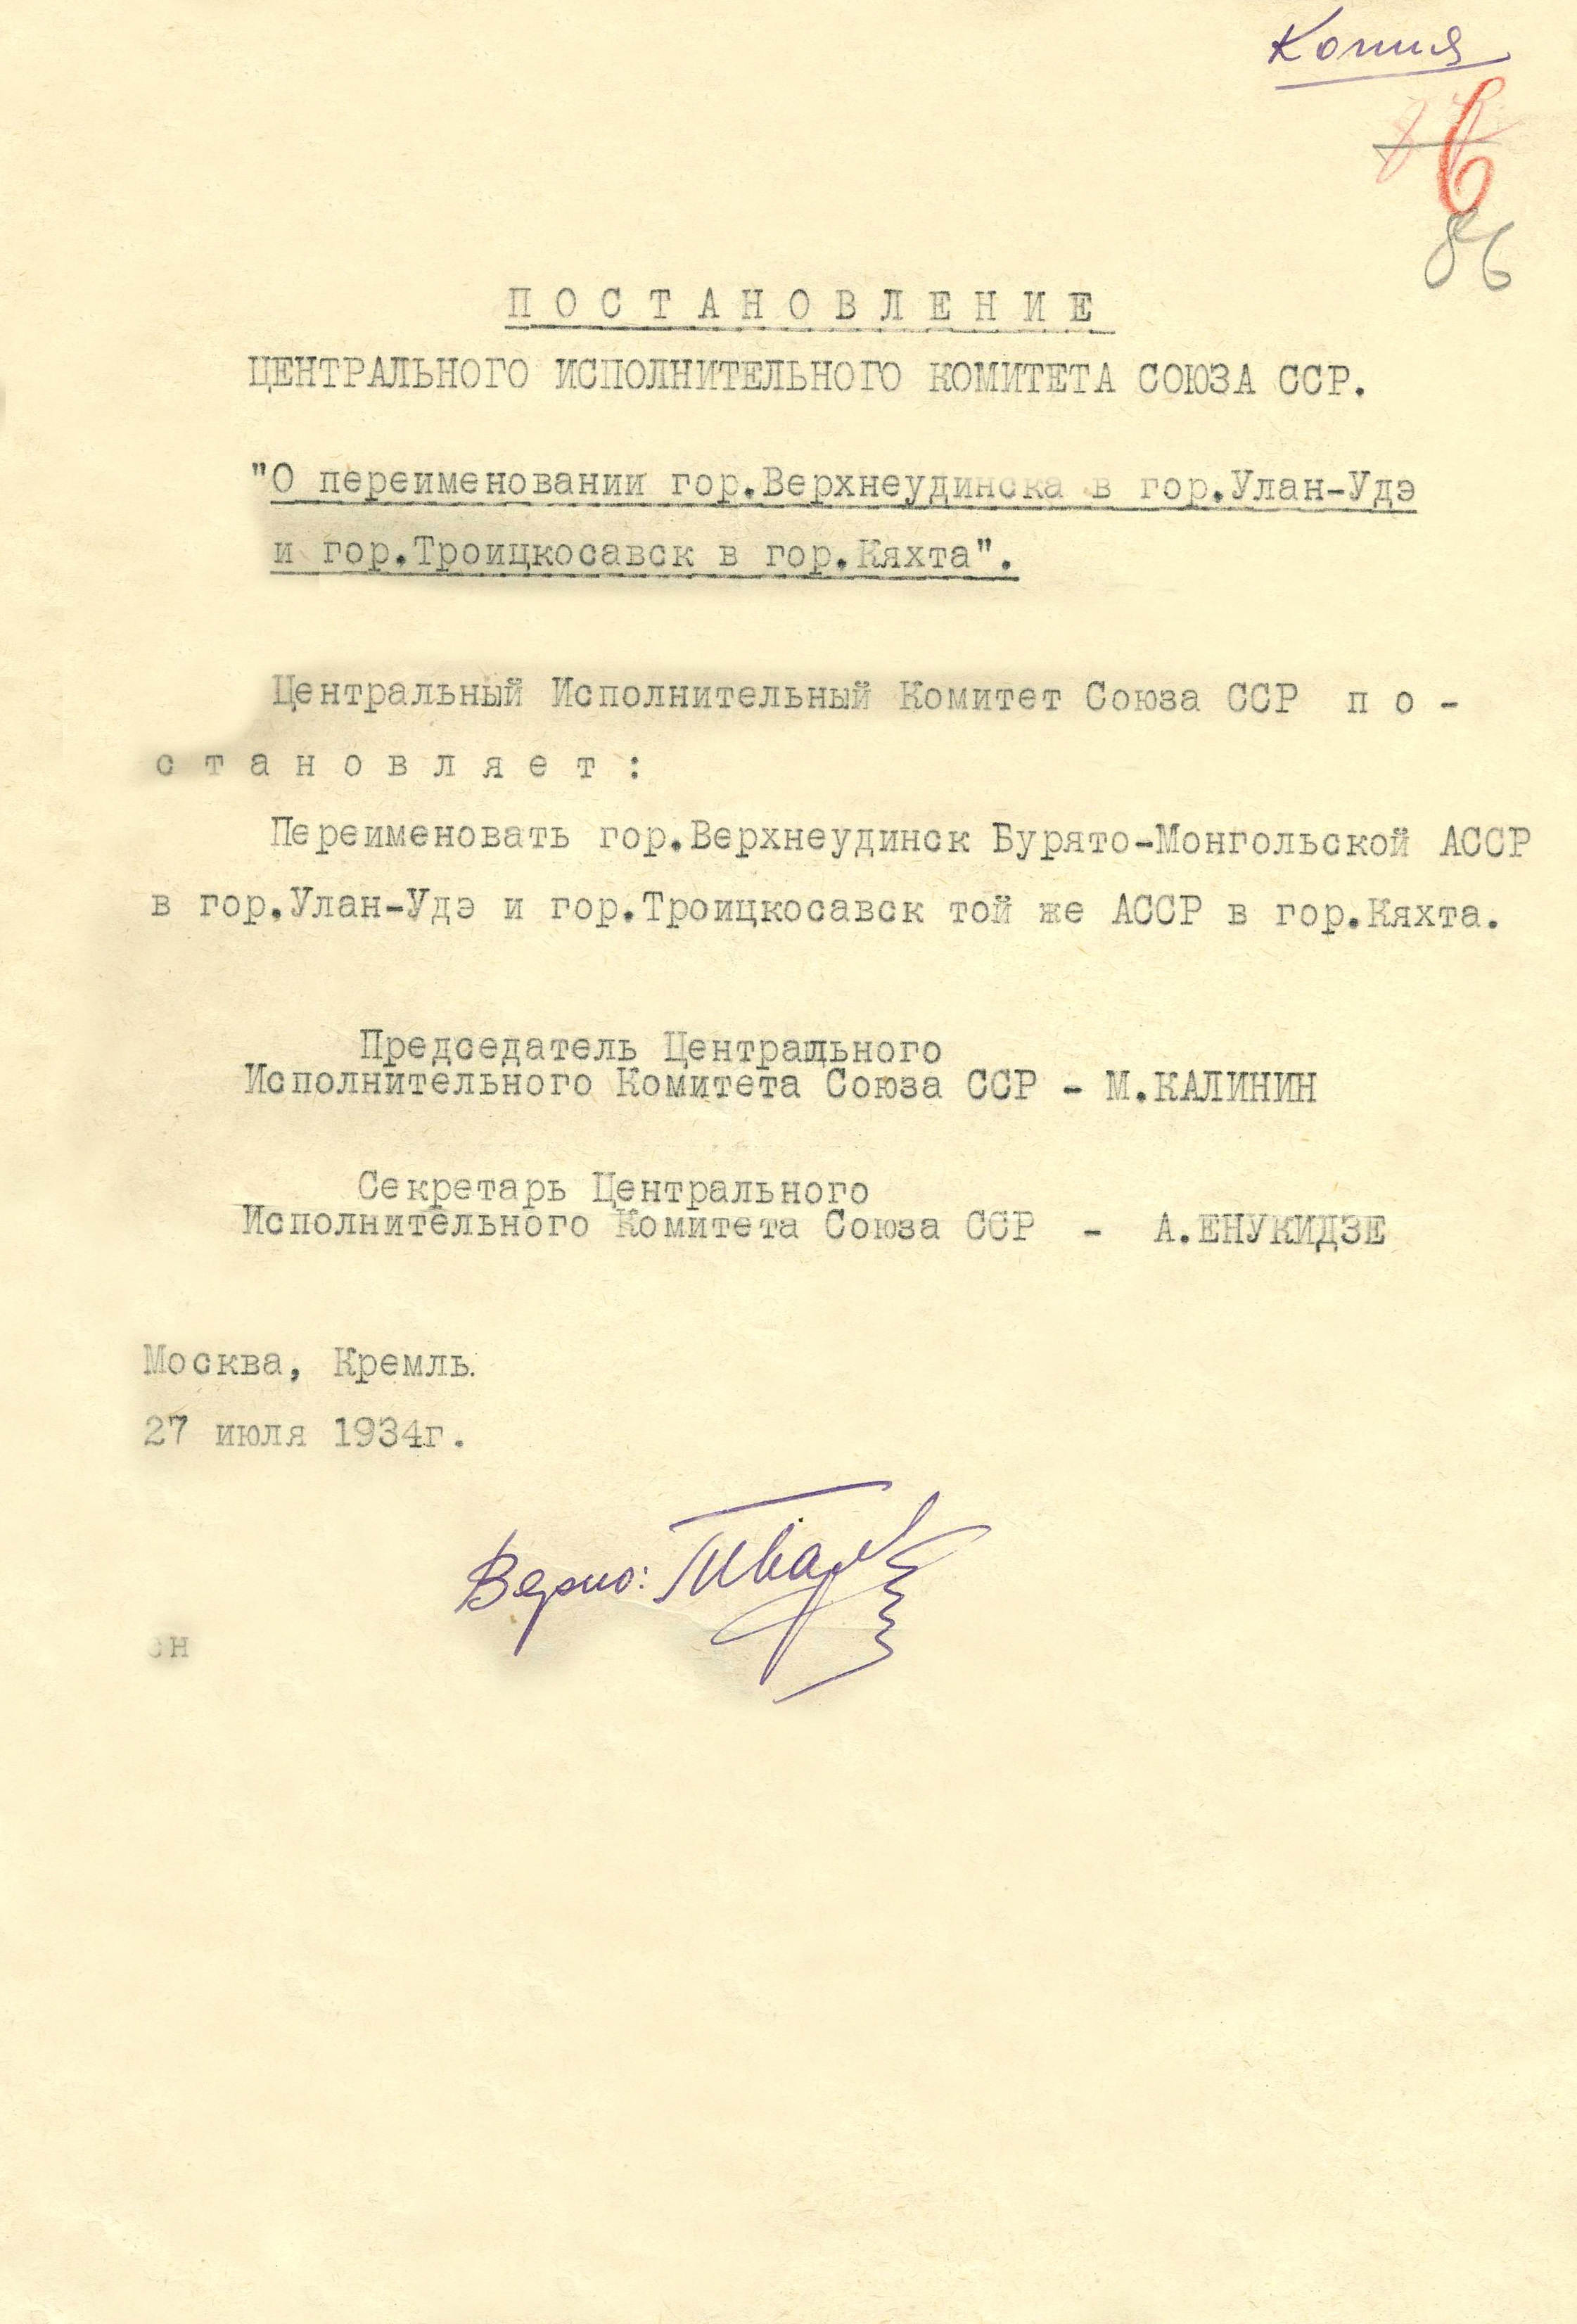 Копия
6
86
ПОСТАНОВЛЕНИЕ
ЦЕНТРАЛЬНОГО ИСПОЛНИТЕЛЬНОГО КОМИТЕТА СОЮЗА ССР.
"О переименовании гор.Верхнеудинска в гор.Улан-Удэ
и гор.Троицкосавск в гор.Кяхта".
Центральный Исполнительный Комитет Союза ССР по-
становляет:
Переименовать гор.Верхнеудинск Бурято-Монгольской АССР
в гор.Улан-Удэ и гор.Троицкосавск той же АССР в гор.Кяхта.
Председатель Центрального
Исполнительного Комитета Союза ССР - М.КАЛИНИН
Секретарь Центрального
Исполнительного Комитета Союза ССР - А.ЕНУКИДЗЕ
Москва, Кремль.
27 июля 1934г.
Верно: